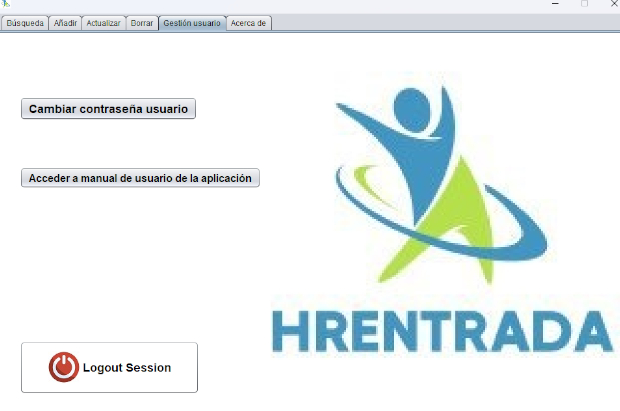 Búsqueda Añadir Actualizar Borrar Gestión usuario Acerca de
Cambiar contraseña usuario
Acceder a manual de usuario de la aplicación
HRENTRADA
Logout Session